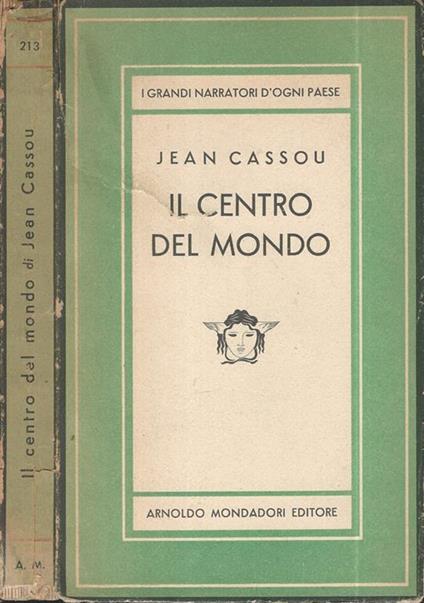 213
Il centro del mondo di Jean Cassou
A. M.
I GRANDI NARRATORI D'OGNI PAESE
JEAN CASSOU
IL CENTRO
DEL MONDO
ARNOLDO MONDADORI EDITORE